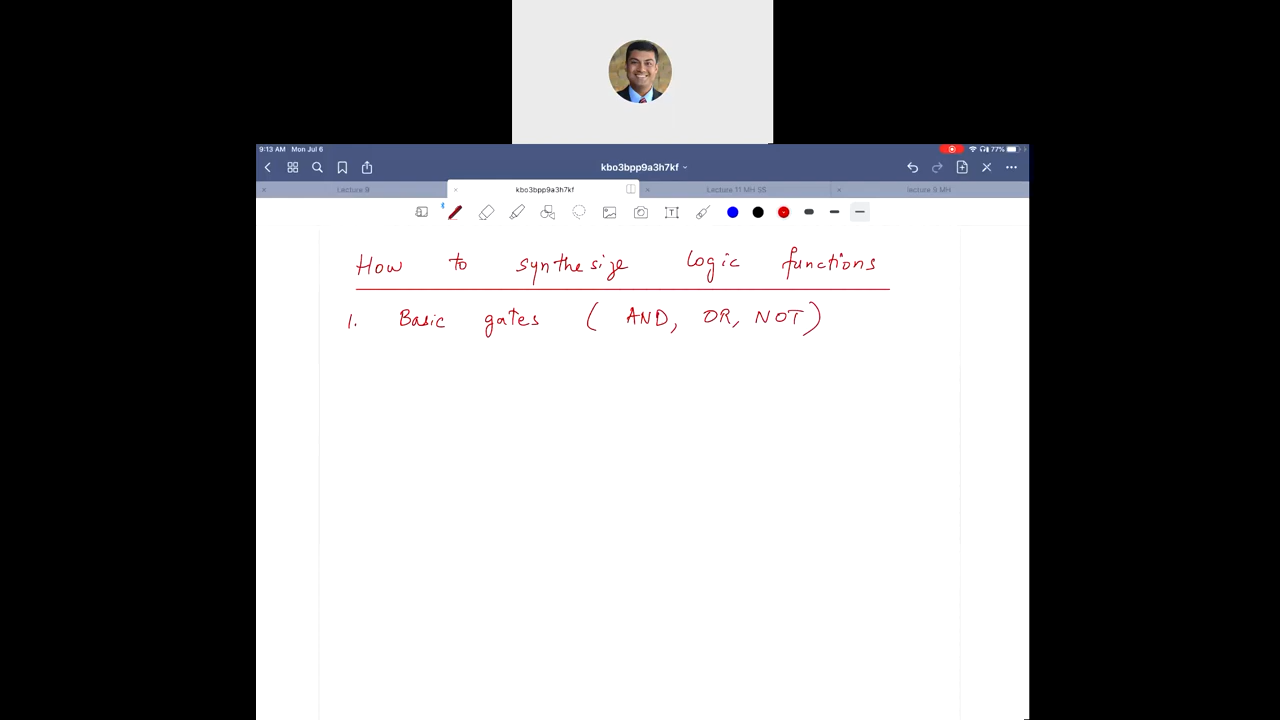 9:13 AM Mon Jul 6
77%
kbo3bpp9a3h7kf
Lecture 9
kbo3bpp9a3h7kf
Lecture 11 MH S6
lecture 9 MH
How to synthesize logic functions
1. Basic gates ( AND, OR, NOT )